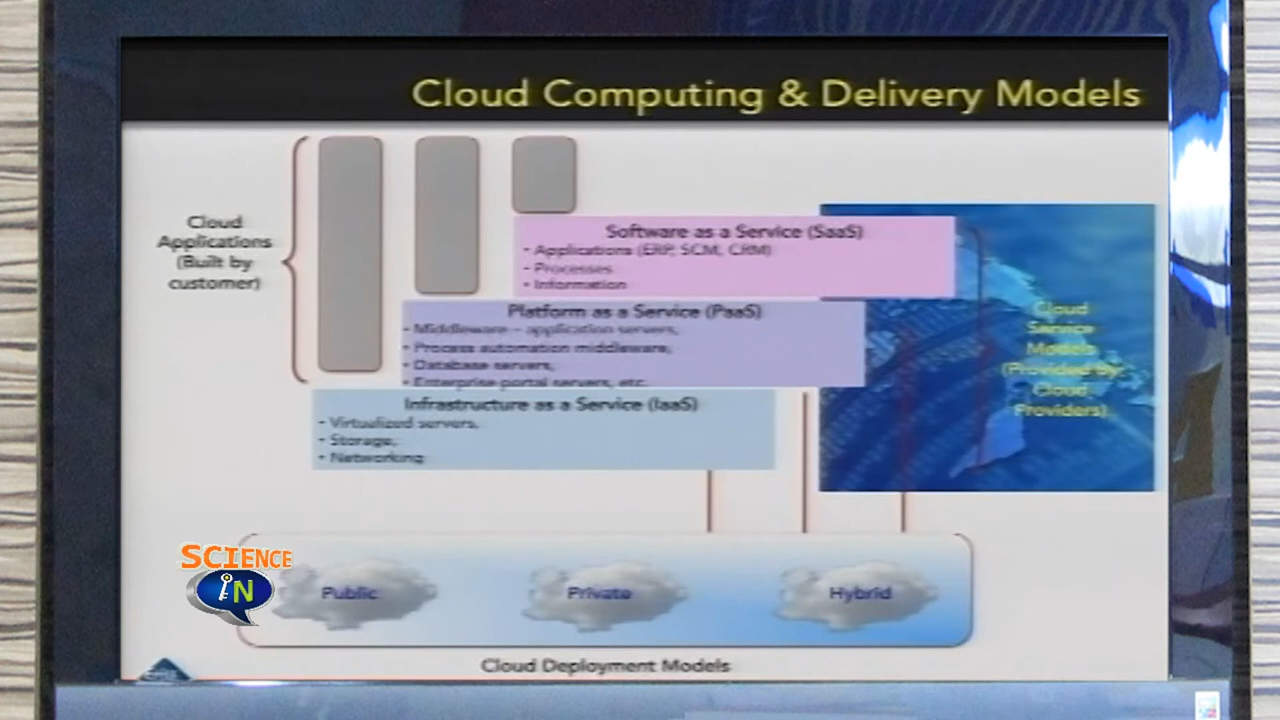 Cloud Computing & Delivery Models
Cloud
Applications
(Built by
customer)
Software as a Service (SaaS)
• Applications (ERP, SCM, CRM)
• Processes
• Information
Platform as a Service (PaaS)
• Middleware – application servers,
• Process automation middleware,
• Database servers,
• Enterprise portal servers, etc.
Infrastructure as a Service (IaaS)
• Virtualized servers,
• Storage,
• Networking
Cloud
Service
Models
(Provided by
Cloud
Providers)
Public
Private
Hybrid
Cloud Deployment Models
SCIENCE
iN